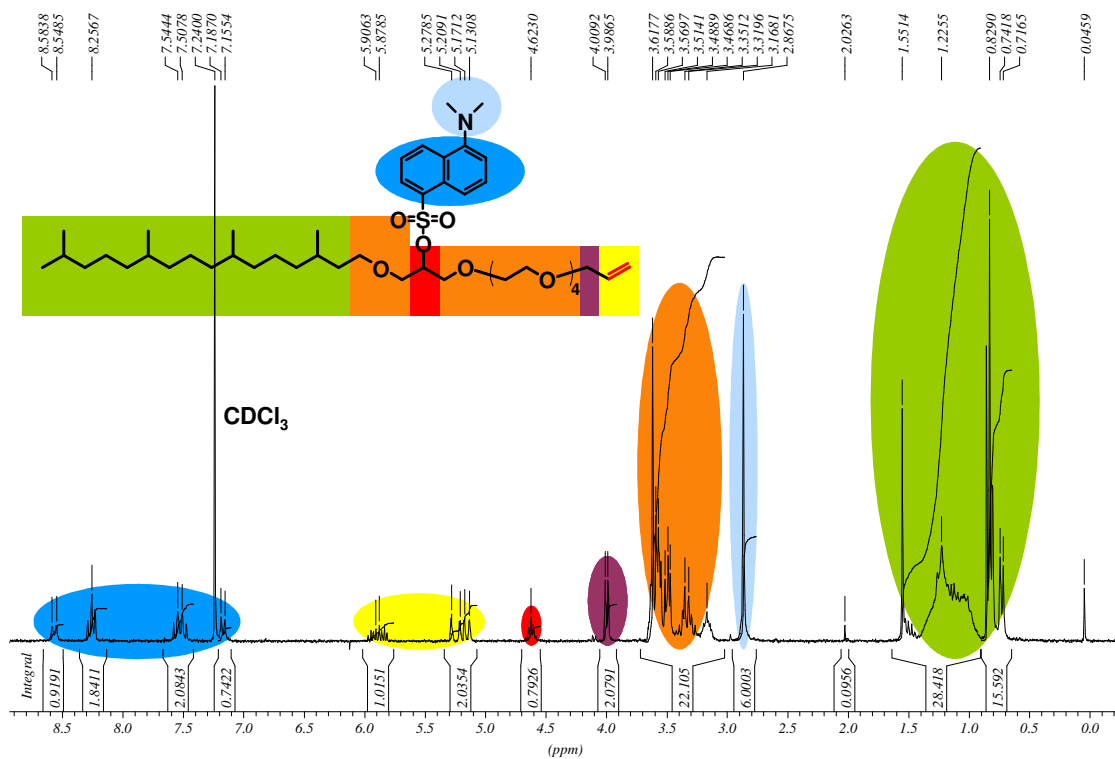 8.5838 8.5485 8.2567 7.5444 7.5078 7.2400 7.1870 7.1554 5.9063 5.8785 5.2785 5.2091 5.1712 5.1308 4.6230 4.0092 3.9865 3.6177 3.5886 3.5697 3.5141 3.4889 3.4686 3.3512 3.3196 3.1681 2.8675 2.0263 1.5514 1.2255 0.8290 0.7418 0.7165 0.0459
N
O=S=O
O
O O ( O ) 4
CDCl3
Integral 0.9191 1.8411 2.0843 0.7422 1.0151 2.0354 0.7926 2.0791 22.105 6.0003 0.0956 28.418 15.592
8.5 8.0 7.5 7.0 6.5 6.0 5.5 5.0 4.5 4.0 3.5 3.0 2.5 2.0 1.5 1.0 0.5 0.0
(ppm)